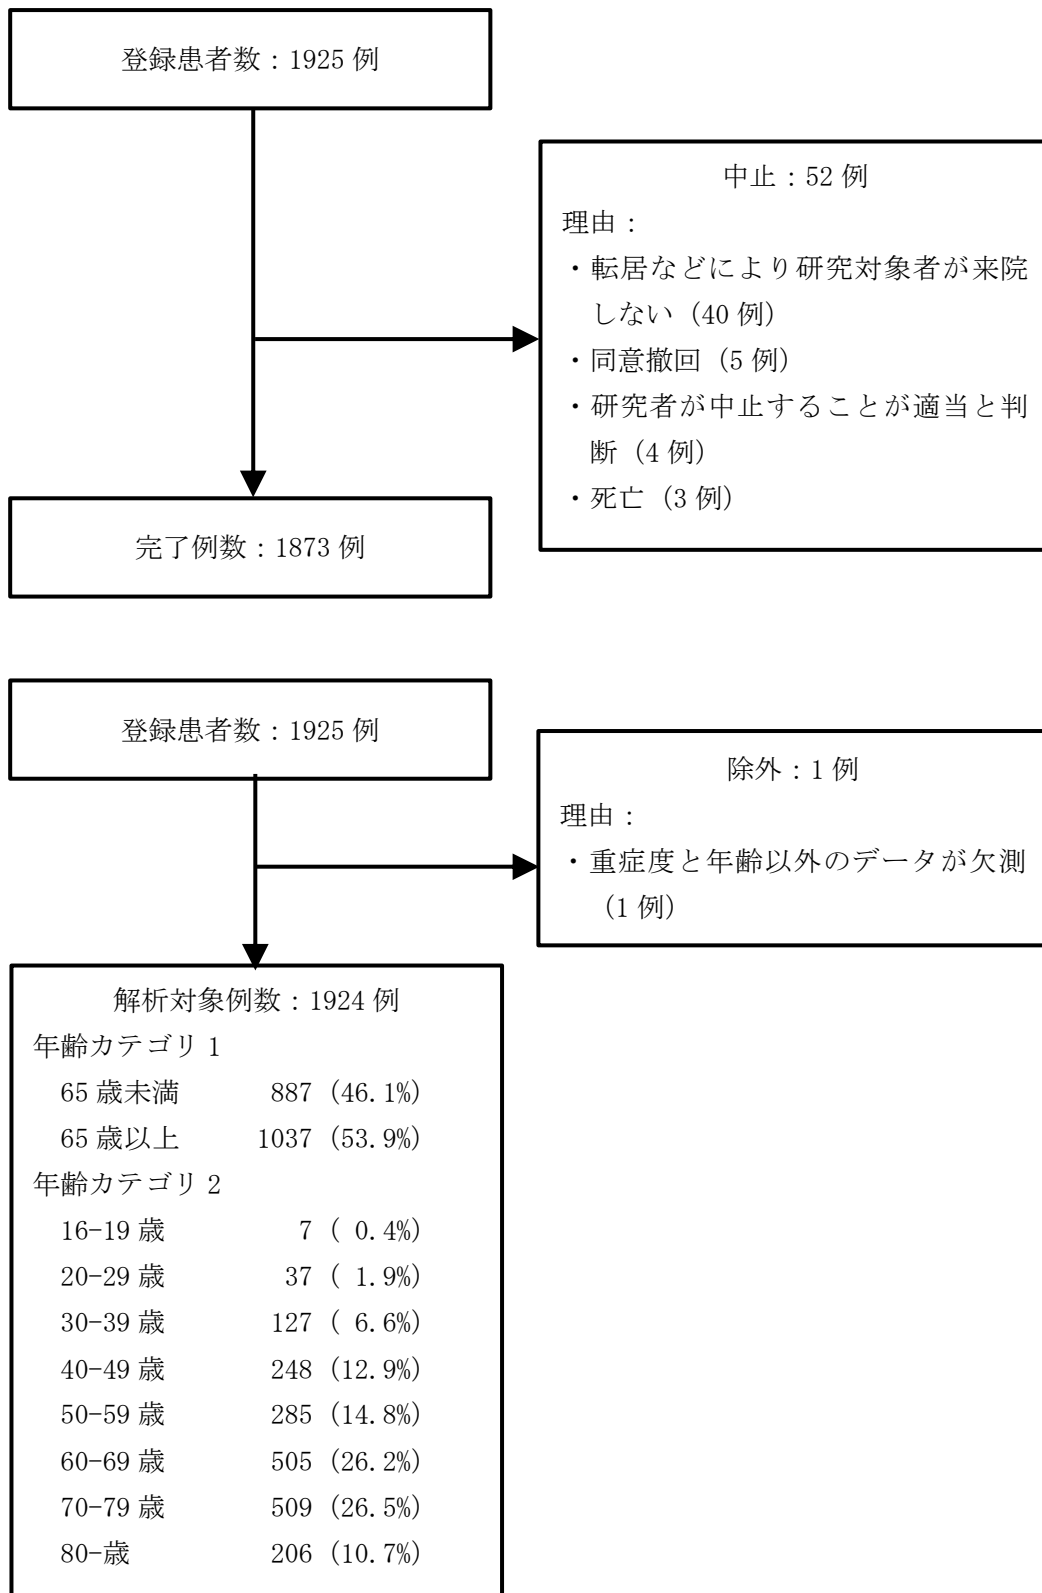 登録患者数：1925 例
中止：52 例
理由：
・転居などにより研究対象者が来院
しない（40 例）
・同意撤回（5 例）
・研究者が中止することが適当と判
断（4 例）
・死亡（3 例）
完了例数：1873 例
登録患者数：1925 例
除外：1 例
理由：
・重症度と年齢以外のデータが欠測
（1 例）
解析対象例数：1924 例
年齢カテゴリ 1
65 歳未満 887 (46.1%)
65 歳以上 1037 (53.9%)
年齢カテゴリ 2
16-19 歳 7 ( 0.4%)
20-29 歳 37 ( 1.9%)
30-39 歳 127 ( 6.6%)
40-49 歳 248 (12.9%)
50-59 歳 285 (14.8%)
60-69 歳 505 (26.2%)
70-79 歳 509 (26.5%)
80-歳 206 (10.7%)